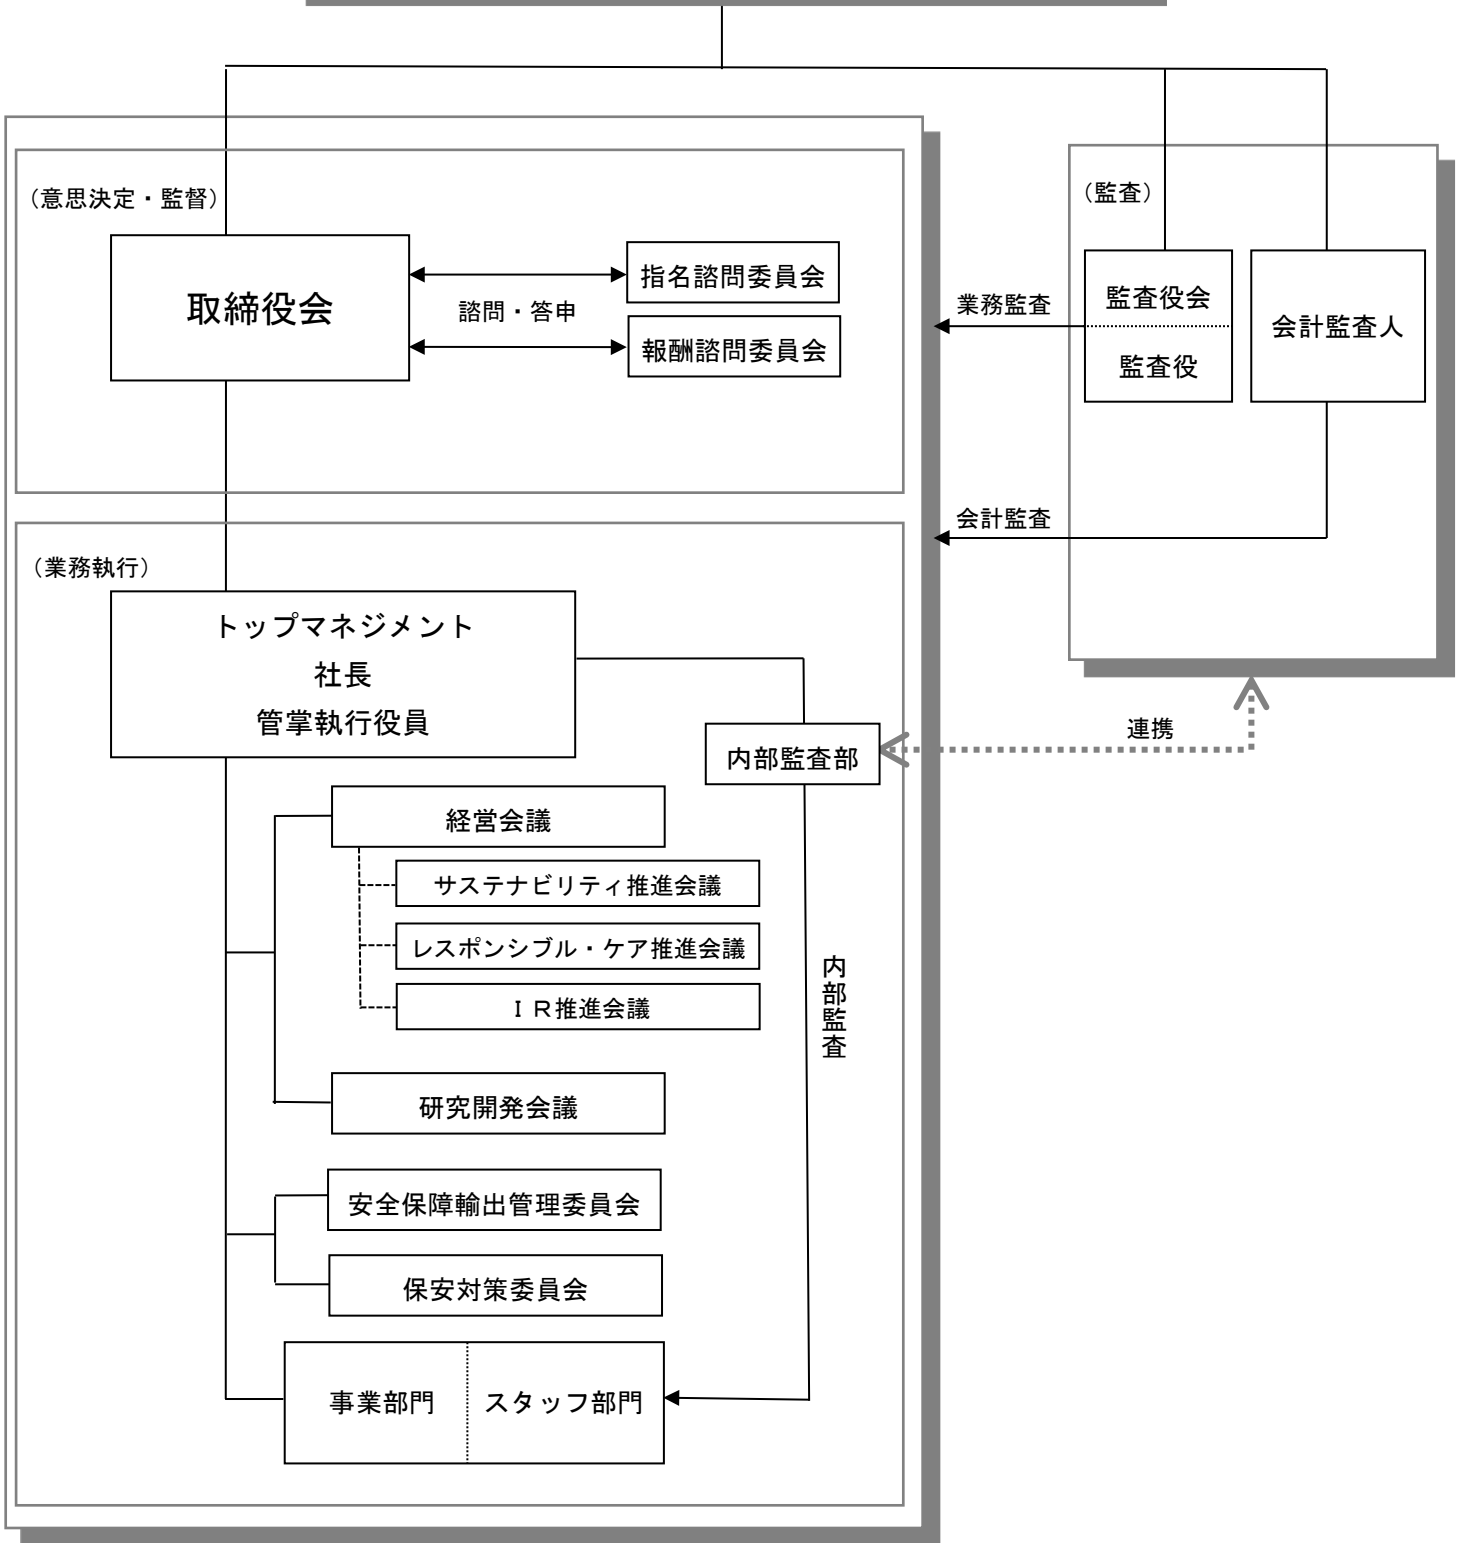 （意思決定・監督）
取締役会
諮問・答申
指名諮問委員会
報酬諮問委員会
業務監査
（監査）
監査役会
監査役
会計監査人
会計監査
（業務執行）
トップマネジメント
社長
管掌執行役員
内部監査部
連携
経営会議
サステナビリティ推進会議
レスポンシブル・ケア推進会議
ＩＲ推進会議
内部監査
研究開発会議
安全保障輸出管理委員会
保安対策委員会
事業部門
スタッフ部門